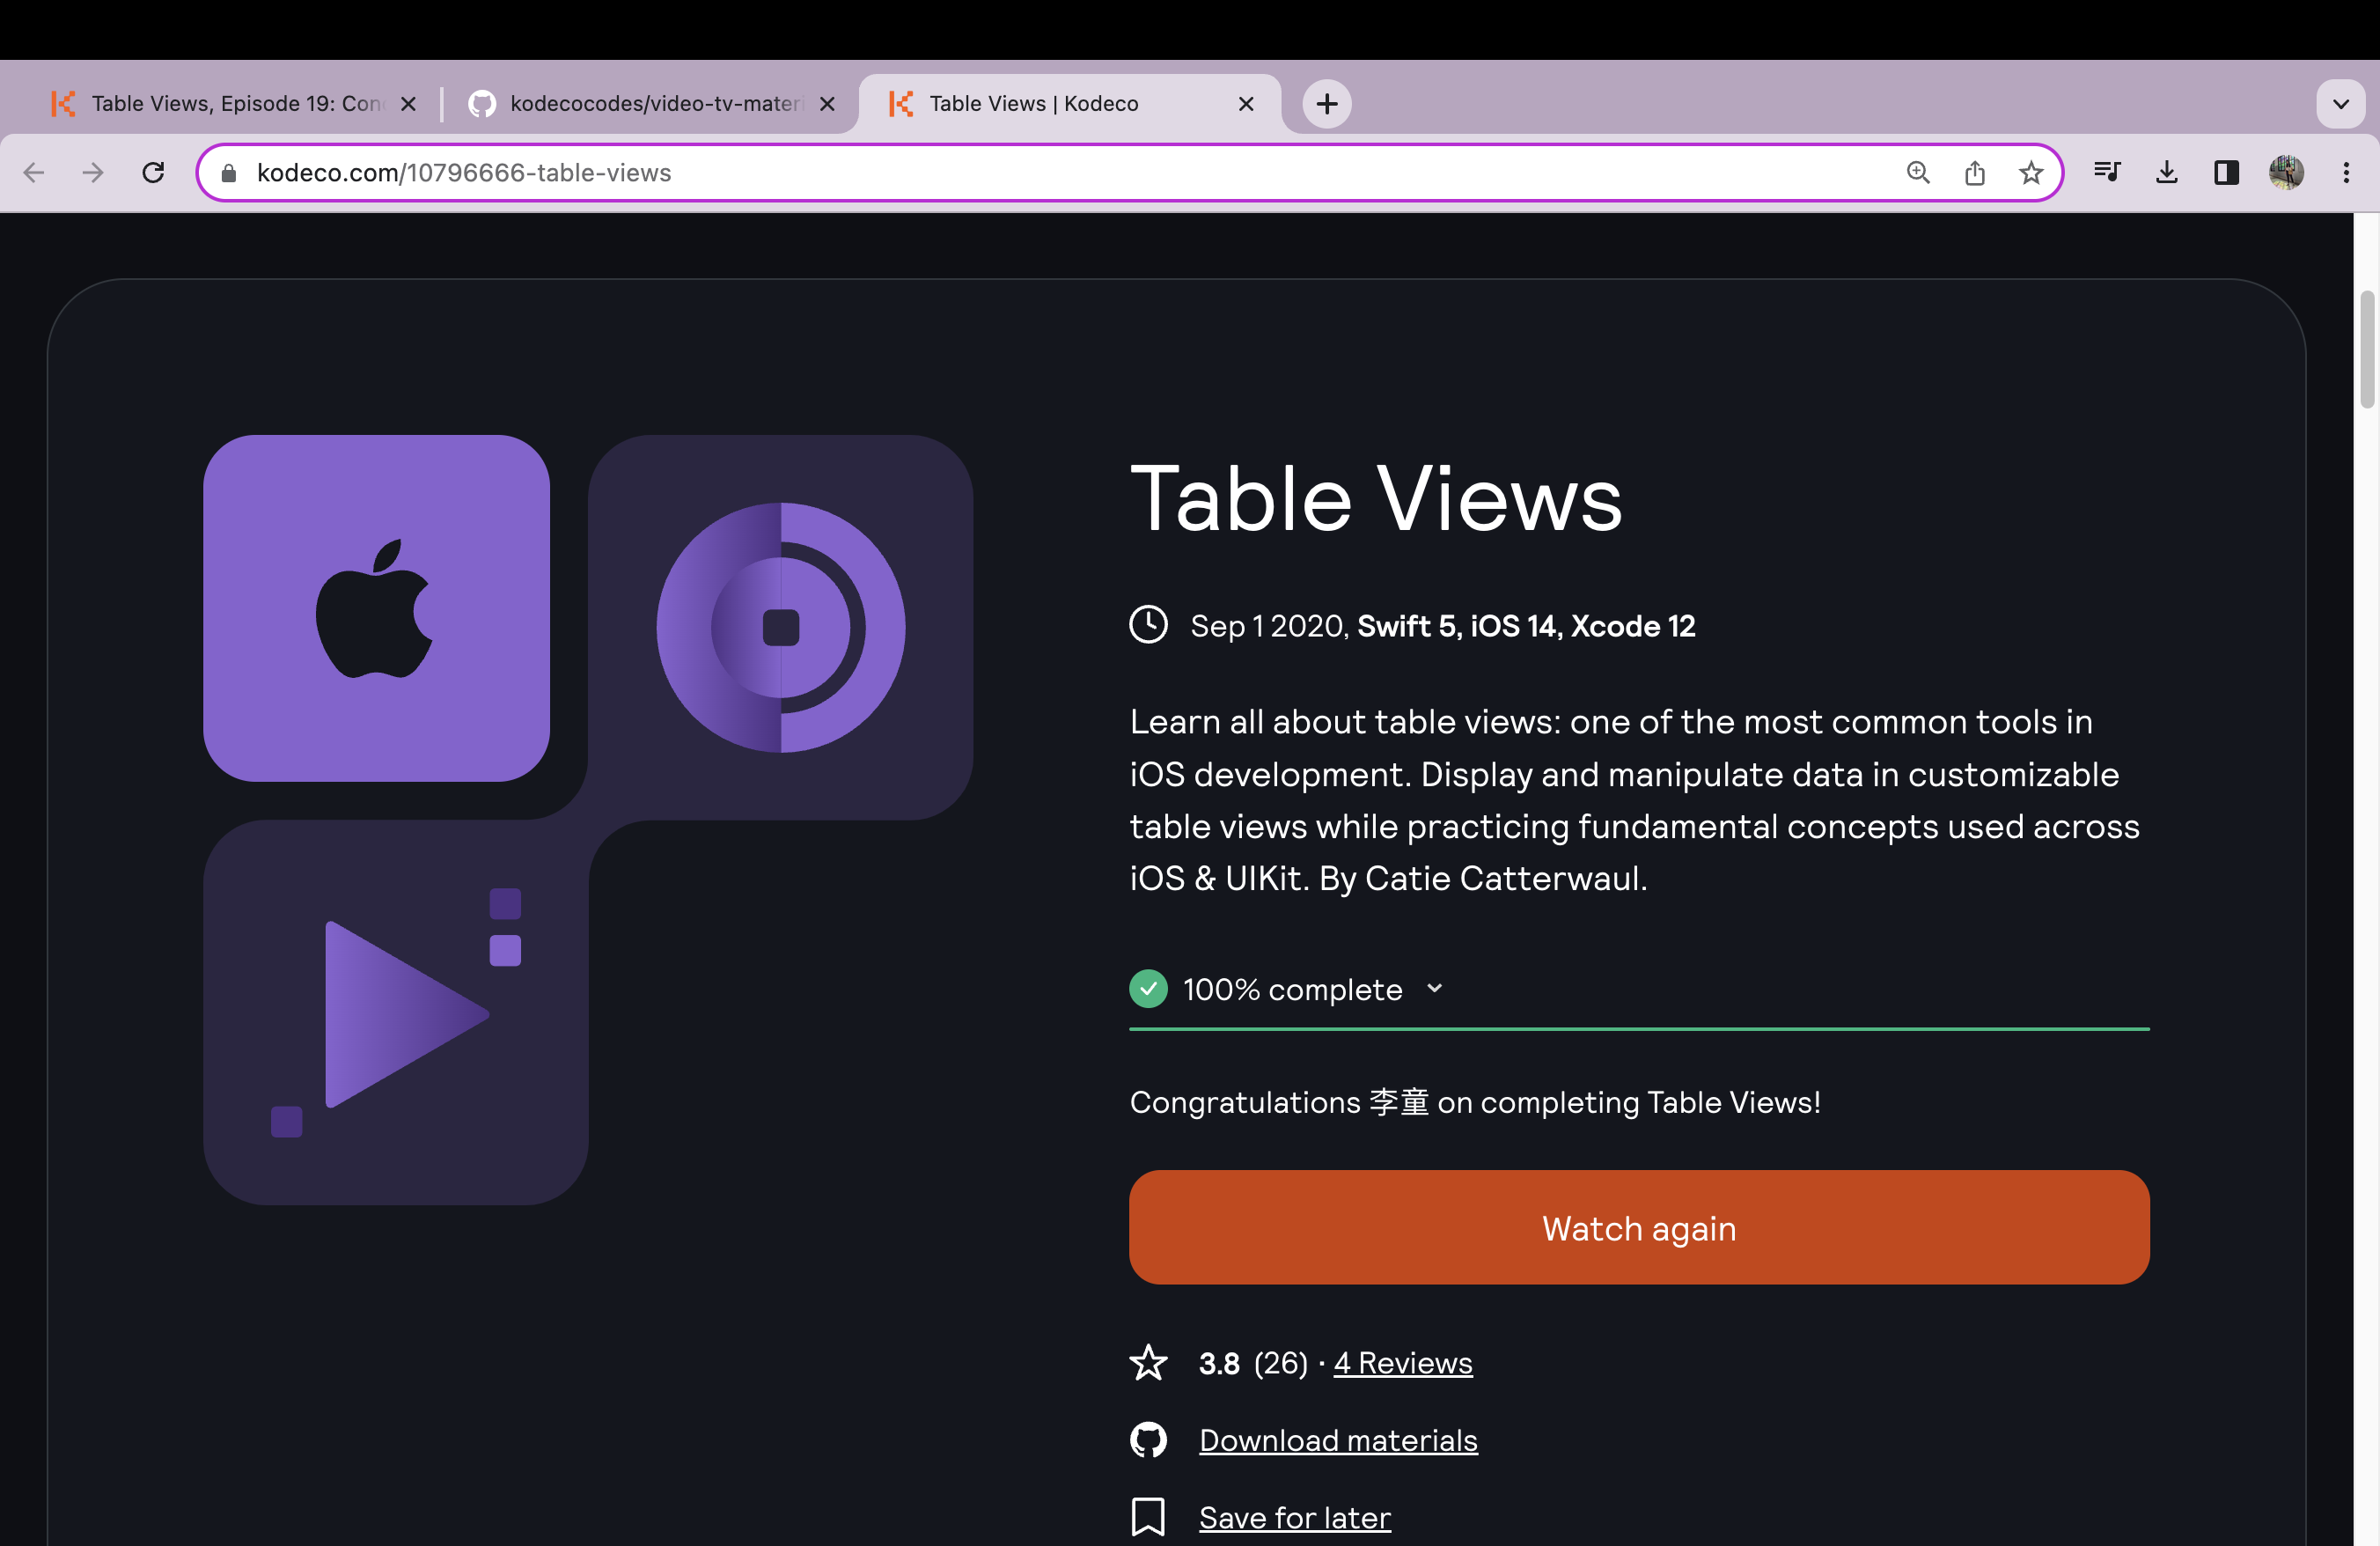 Table Views, Episode 19: Con
kodecocodes/video-tv-materi
Table Views | Kodeco
kodeco.com/10796666-table-views
Table Views
Sep 1 2020, Swift 5, iOS 14, Xcode 12
Learn all about table views: one of the most common tools in
iOS development. Display and manipulate data in customizable
table views while practicing fundamental concepts used across
iOS & UIKit. By Catie Catterwaul.
100% complete
Congratulations 李童 on completing Table Views!
Watch again
3.8 (26) · 4 Reviews
Download materials
Save for later